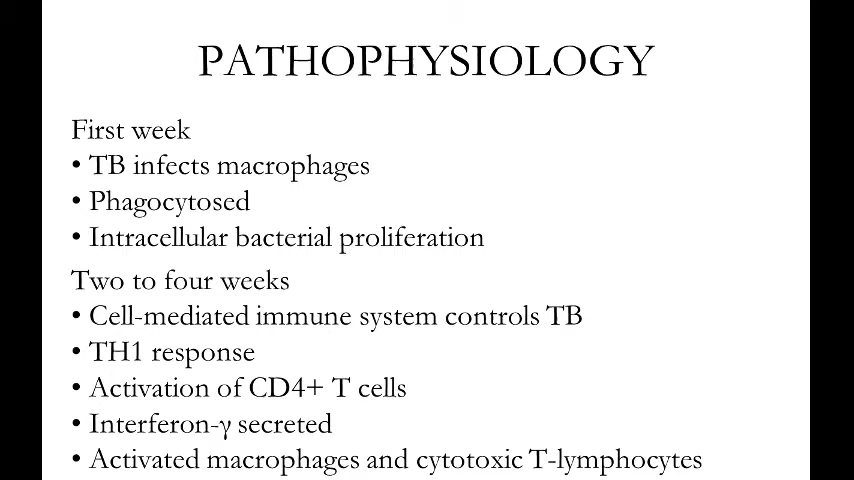 PATHOPHYSIOLOGY
First week
• TB infects macrophages
• Phagocytosed
• Intracellular bacterial proliferation
Two to four weeks
• Cell-mediated immune system controls TB
• TH1 response
• Activation of CD4+ T cells
• Interferon-γ secreted
• Activated macrophages and cytotoxic T-lymphocytes